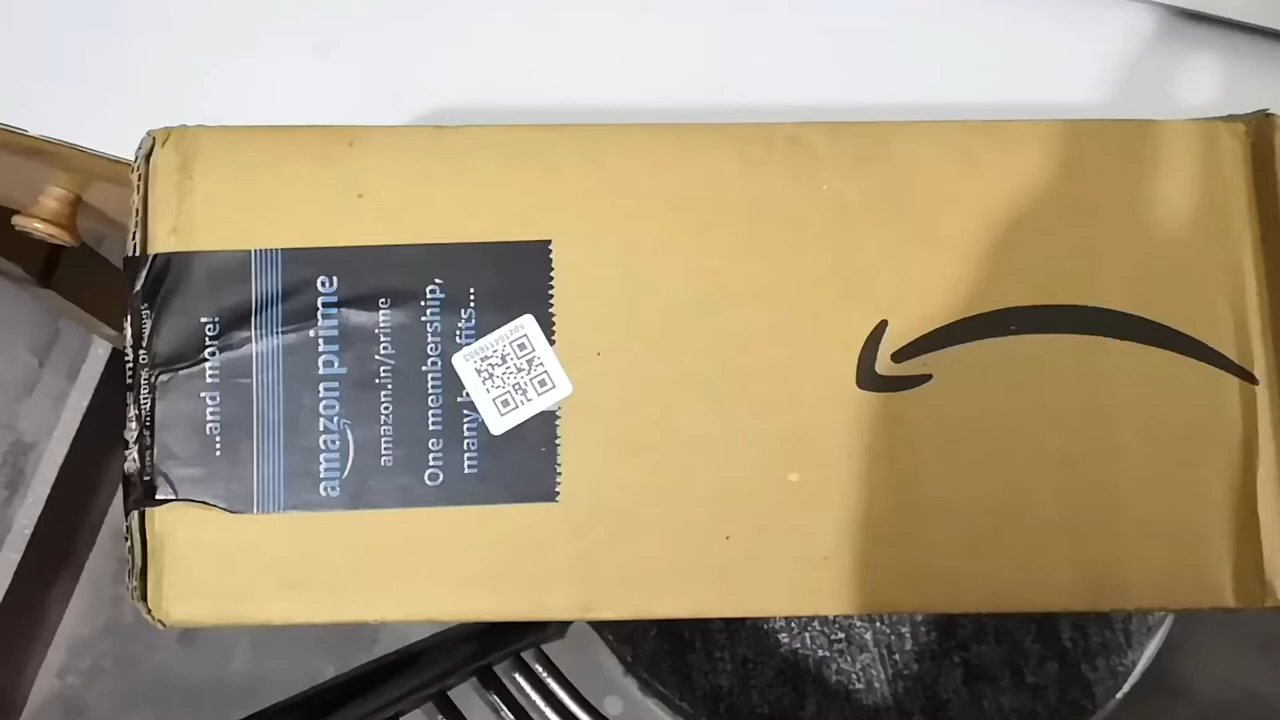 ...and more!
amazon prime
amazon.in/prime
One membership,
many
fits...